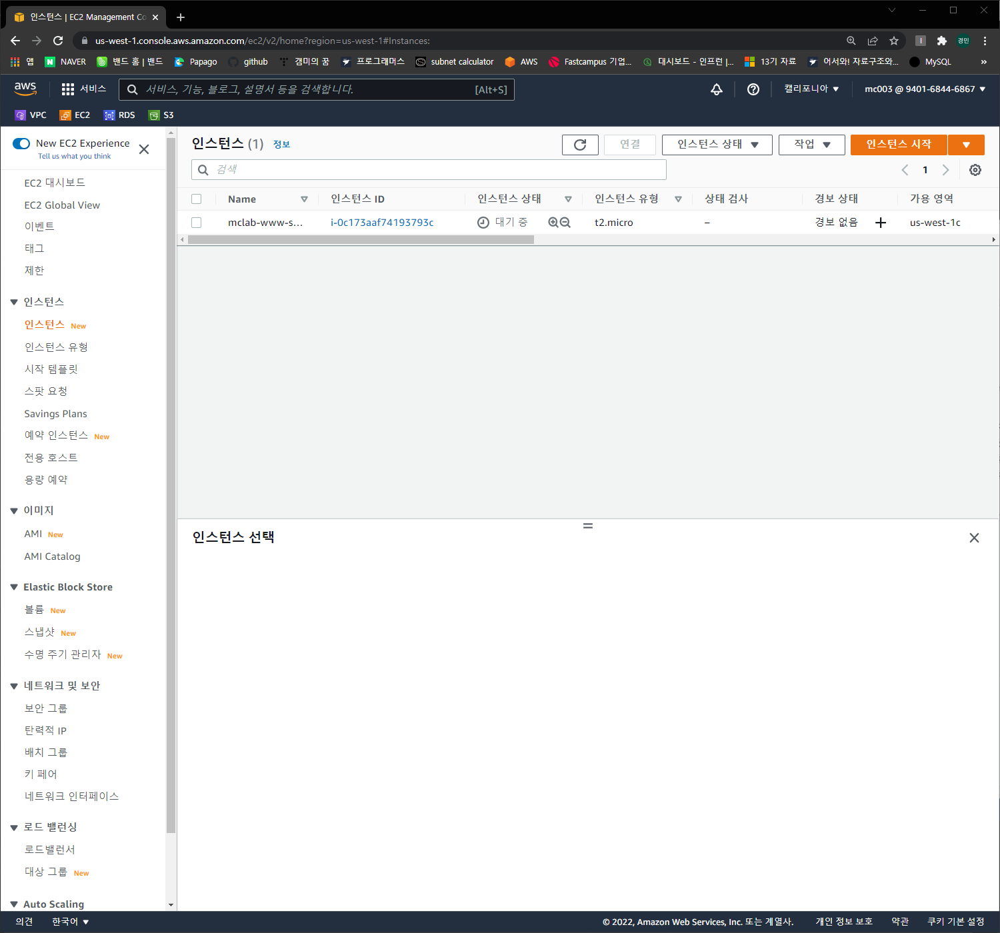 인스턴스 | EC2 Management Co
us-west-1.console.aws.amazon.com/ec2/v2/home?region=us-west-1#Instances:
경민
앱 NAVER 밴드 홈 | 밴드 Papago github 캠미의 꿈 프로그래머스 subnet calculator AWS Fastcampus 기업... 대시보드 - 인프런 |... 13기 자료 어서와! 자료구조와... MySQL »
aws 서비스 서비스, 기능, 블로그, 설명서 등을 검색합니다. [Alt+S] 캘리포니아 mc003 @ 9401-6844-6867
VPC EC2 RDS S3
New EC2 Experience
Tell us what you think
EC2 대시보드
EC2 Global View
이벤트
태그
제한
인스턴스
인스턴스 New
인스턴스 유형
시작 템플릿
스팟 요청
Savings Plans
예약 인스턴스 New
전용 호스트
용량 예약
이미지
AMI New
AMI Catalog
Elastic Block Store
볼륨 New
스냅샷 New
수명 주기 관리자 New
네트워크 및 보안
보안 그룹
탄력적 IP
배치 그룹
키 페어
네트워크 인터페이스
로드 밸런싱
로드밸런서
대상 그룹 New
Auto Scaling
인스턴스 (1) 정보 연결 인스턴스 상태 작업 인스턴스 시작
검색 1
Name 인스턴스 ID 인스턴스 상태 인스턴스 유형 상태 검사 경보 상태 가용 영역
mclab-www-s... i-0c173aaf74193793c 대기 중 t2.micro – 경보 없음 us-west-1c
인스턴스 선택
의견 한국어 © 2022, Amazon Web Services, Inc. 또는 계열사. 개인 정보 보호 약관 쿠키 기본 설정